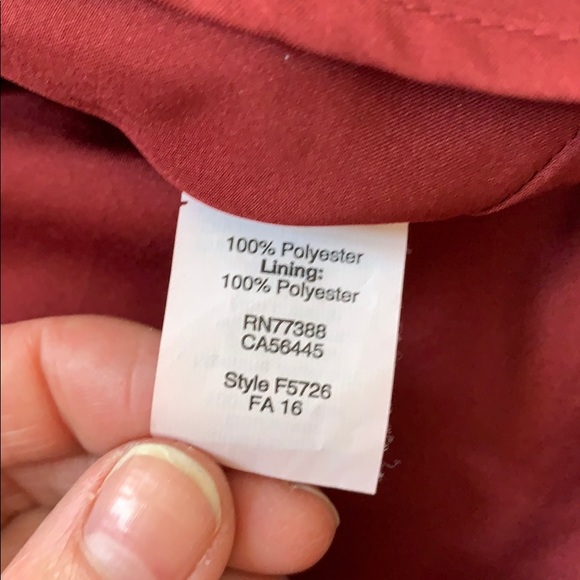 100% Polyester
Lining:
100% Polyester
RN77388
CA56445
Style F5726
FA 16